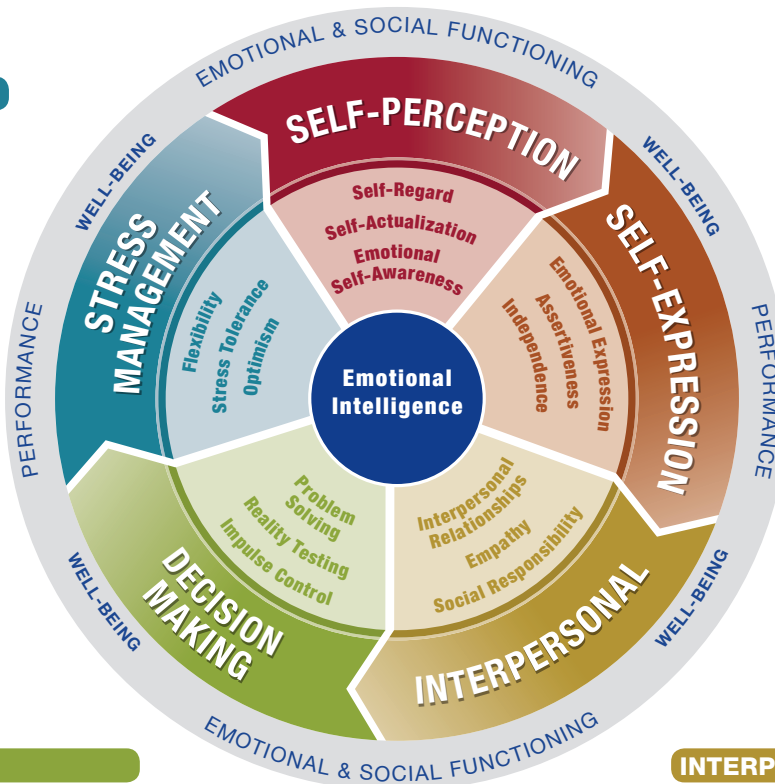 EMOTIONAL & SOCIAL FUNCTIONING
WELL-BEING
WELL-BEING
SELF-PERCEPTION
Self-Regard
Self-Actualization
Emotional
Self-Awareness
SELF-EXPRESSION
Emotional Expression
Assertiveness
Independence
STRESS
MANAGEMENT
Flexibility
Stress Tolerance
Optimism
PERFORMANCE
PERFORMANCE
Emotional
Intelligence
Problem
Solving
Reality Testing
Impulse Control
DECISION
MAKING
Interpersonal
Relationships
Empathy
Social Responsibility
INTERPERSONAL
WELL-BEING
WELL-BEING
EMOTIONAL & SOCIAL FUNCTIONING
INTERP